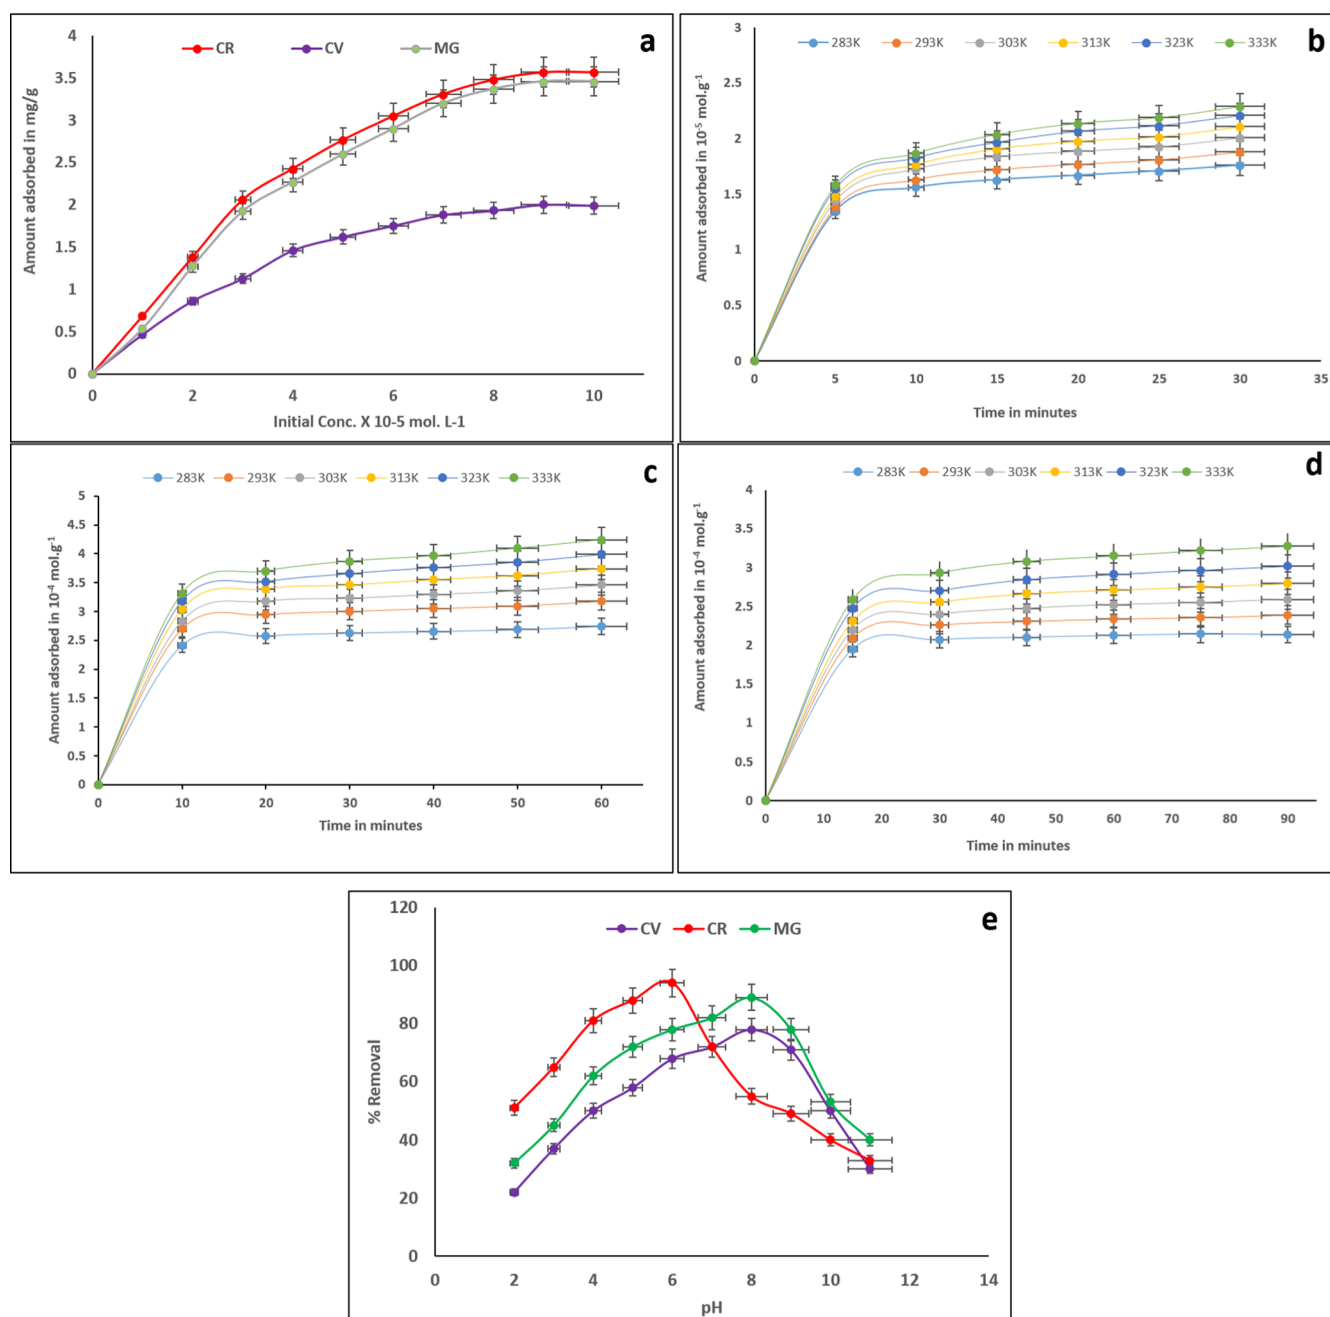 a
CR CV MG
Amount adsorbed in mg/g
4
3.5
3
2.5
2
1.5
1
0.5
0
0 2 4 6 8 10
Initial Conc. X 10-5 mol. L-1
b
283K 293K 303K 313K 323K 333K
Amount adsorbed in 10⁻⁵ mol.g⁻¹
3
2.5
2
1.5
1
0.5
0
0 5 10 15 20 25 30 35
Time in minutes
c
283K 293K 303K 313K 323K 333K
Amount adsorbed in 10⁻⁴ mol.g⁻¹
5
4.5
4
3.5
3
2.5
2
1.5
1
0.5
0
0 10 20 30 40 50 60
Time in minutes
d
283K 293K 303K 313K 323K 333K
Amount adsorbed in 10⁻⁴ mol.g⁻¹
4
3.5
3
2.5
2
1.5
1
0.5
0
0 10 20 30 40 50 60 70 80 90
Time in minutes
e
CV CR MG
% Removal
120
100
80
60
40
20
0
0 2 4 6 8 10 12 14
pH